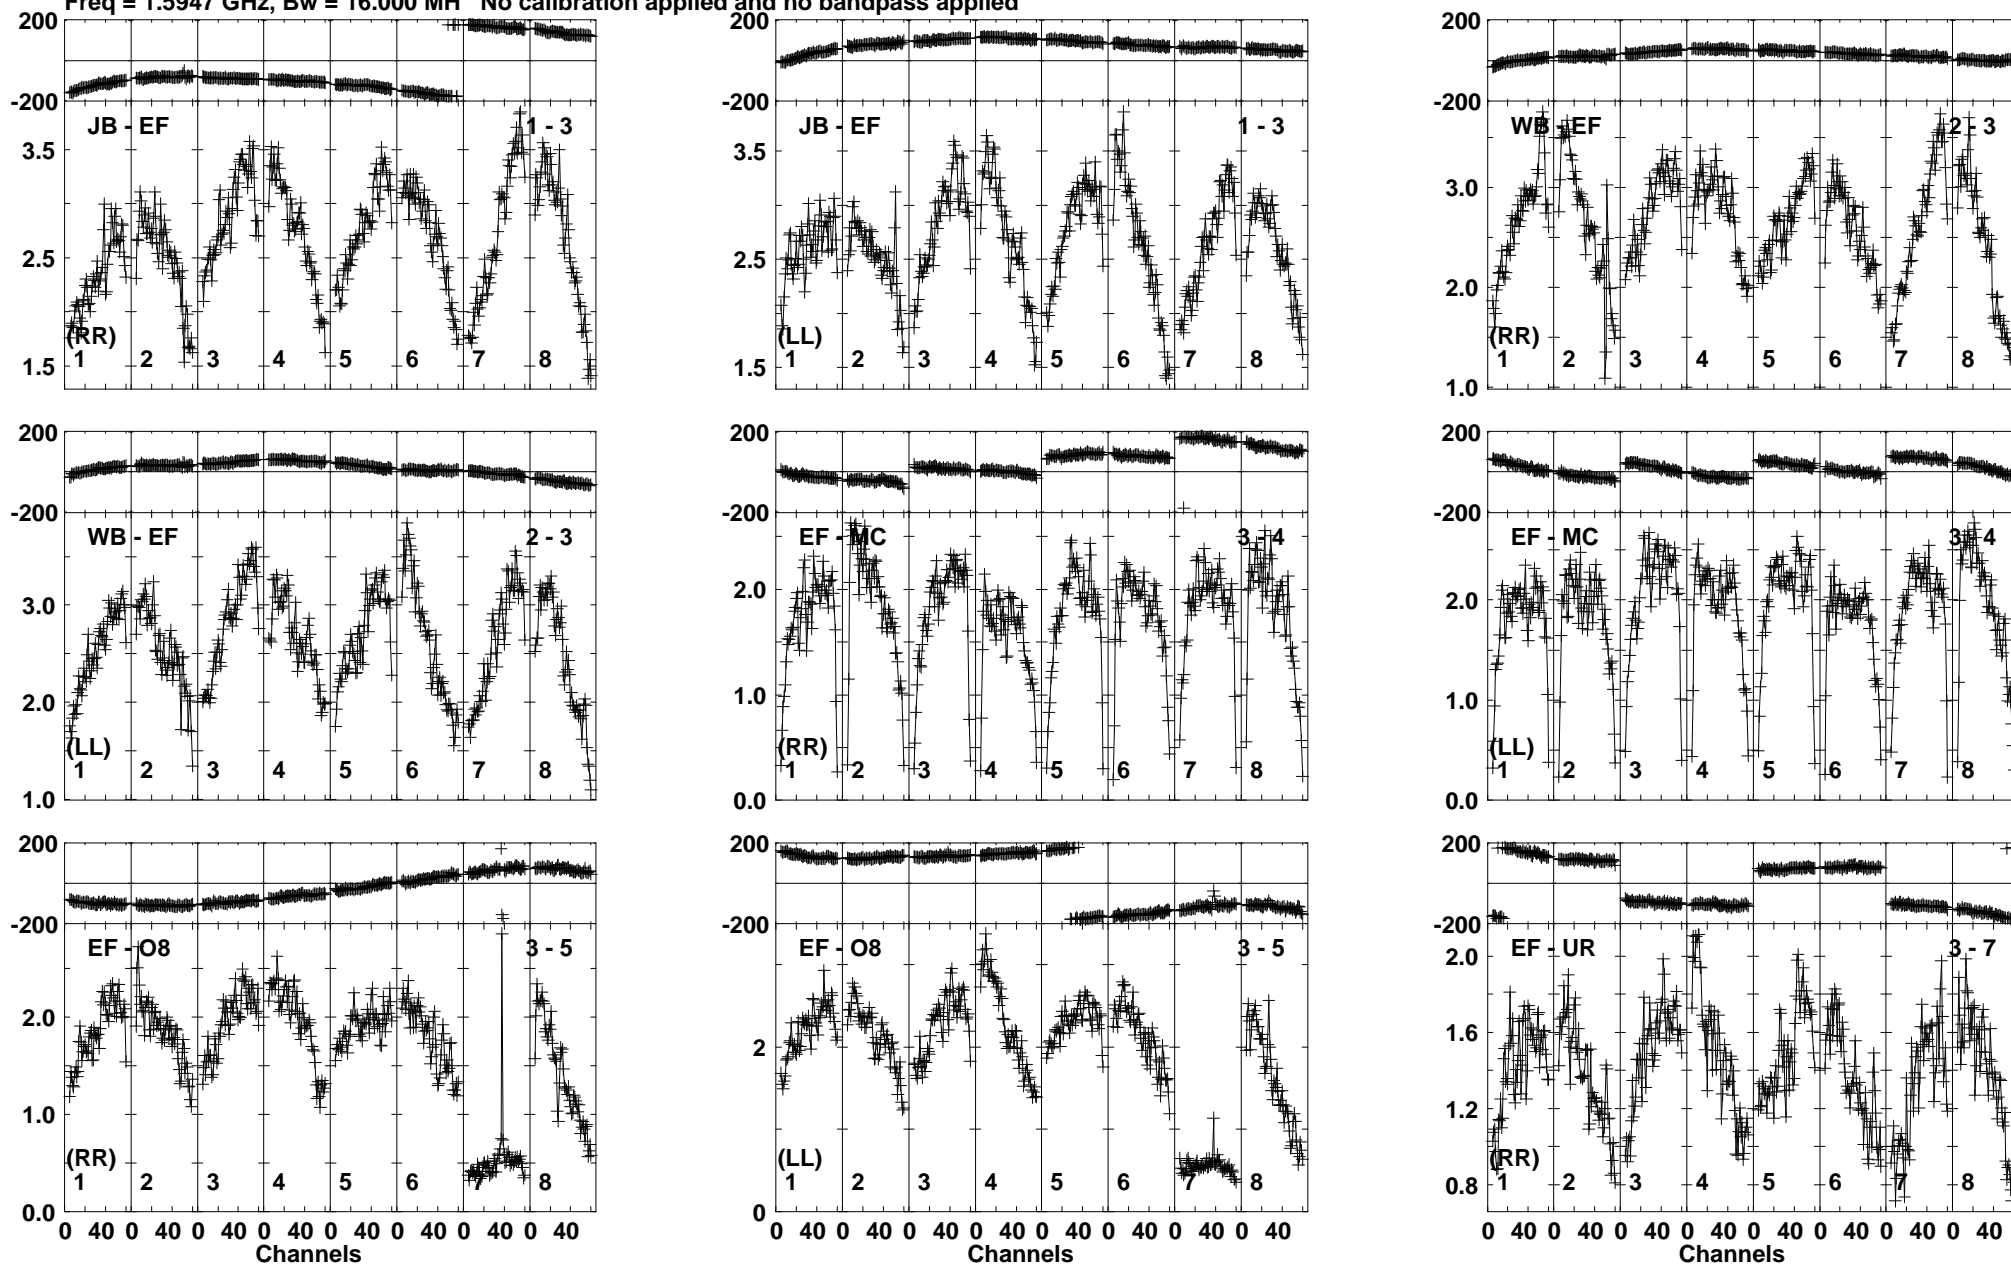 Freq = 1.5947 GHz, Bw = 16.000 MH No calibration applied and no bandpass applied
200 200 200
-200 -200 -200
JB - EF 1 - 3 JB - EF 1 - 3 WB - EF 2 - 3
3.5 3.5 3.0
2.5 2.5 2.0
(RR) (LL) (RR)
1 2 3 4 5 6 7 8 1 2 3 4 5 6 7 8 1 2 3 4 5 6 7 8
1.5 1.5 1.0
200 200 200
-200 -200 -200
WB - EF 2 - 3 EF - MC 3 - 4 EF - MC 3 - 4
3.0 2.0 2.0
2.0 1.0 1.0
(LL) (RR) (LL)
1 2 3 4 5 6 7 8 1 2 3 4 5 6 7 8 1 2 3 4 5 6 7 8
1.0 0.0 0.0
200 200 200
-200 -200 -200
EF - O8 3 - 5 EF - O8 3 - 5 EF - UR 3 - 7
2.0 2 2.0
1.6
1.0 1.2
(RR) (LL) (RR)
1 2 3 4 5 6 7 8 1 2 3 4 5 6 7 8 1 2 3 4 5 6 7 8
0.8
0.0 0
0 40 0 40 0 40 0 40 0 40 0 40 0 40 0 40 0 40 0 40 0 40 0 40 0 40 0 40 0 40 0 40 0 40 0 40 0 40 0 40 0 40 0 40 0 40 0 40
Channels Channels Channels